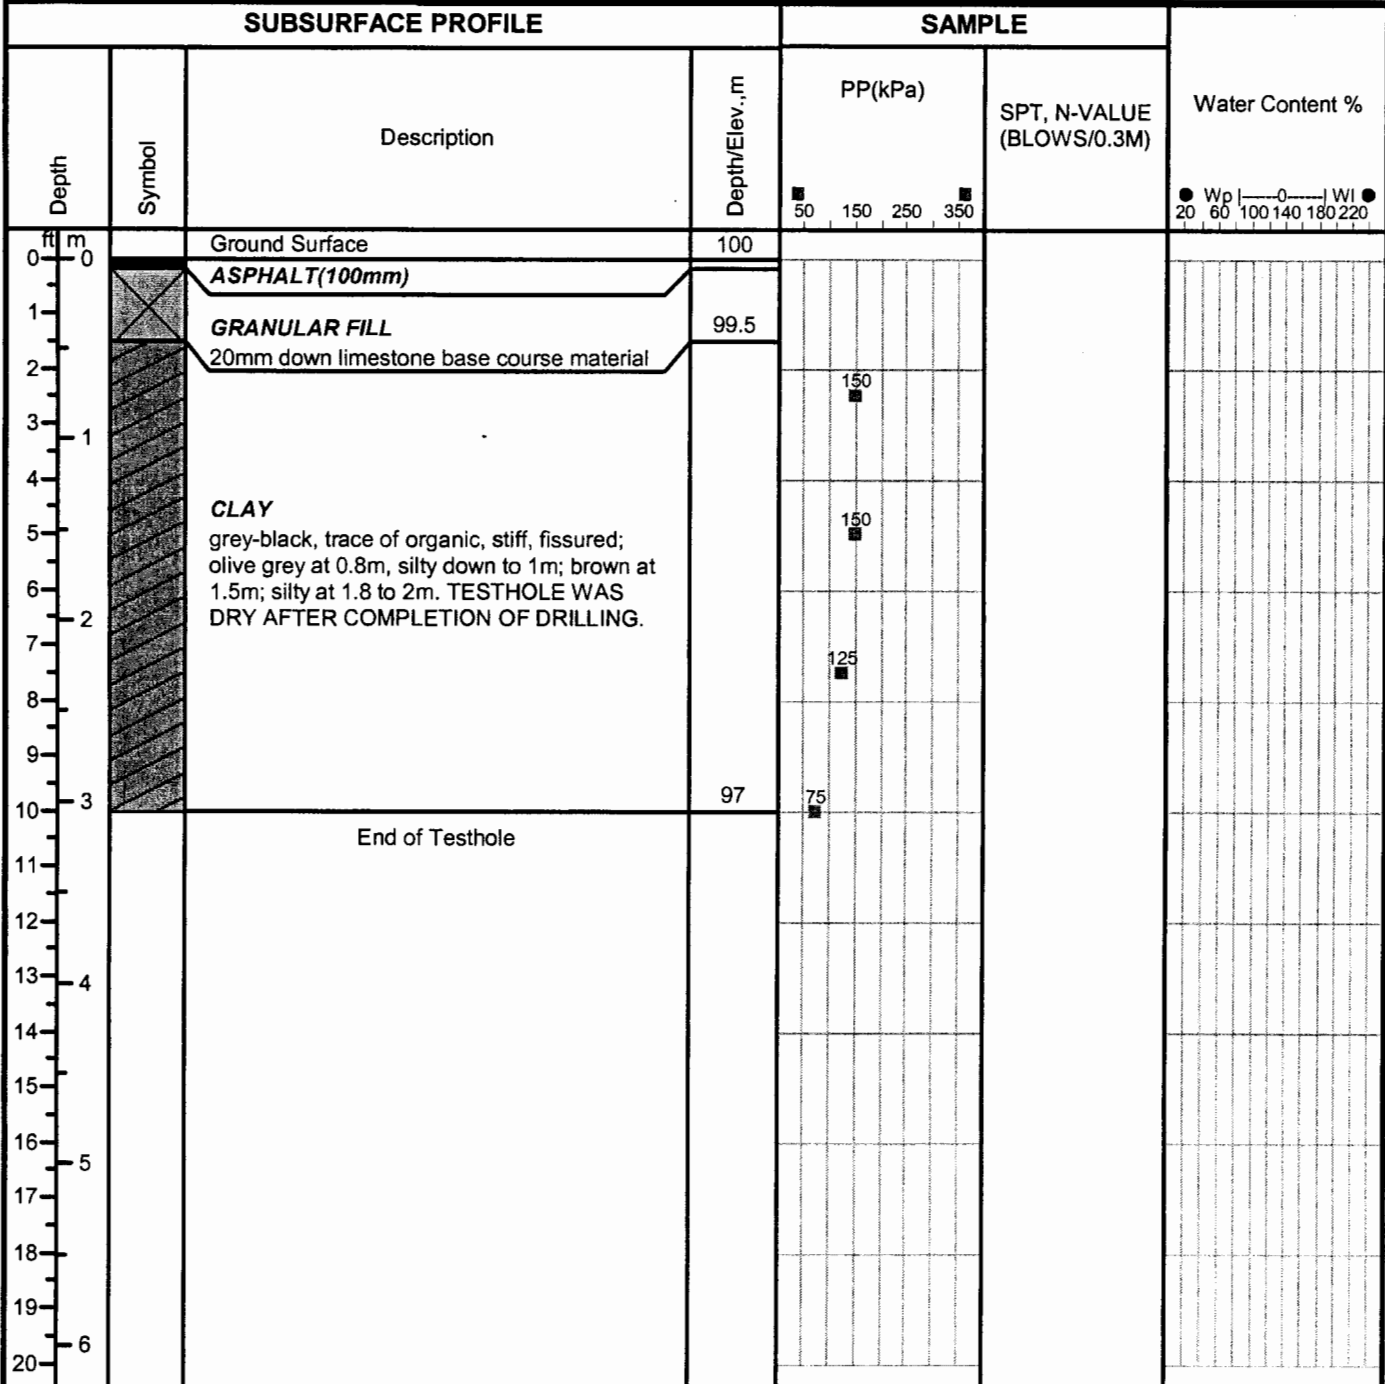 SUBSURFACE PROFILE
SAMPLE
Depth
Symbol
Description
Depth/Elev.,m
PP(kPa)
SPT, N-VALUE
(BLOWS/0.3M)
Water Content %
50 150 250 350
Wp |------0------| Wl
20 60 100 140 180 220
ft m
Ground Surface
100
0 0
ASPHALT(100mm)
1
GRANULAR FILL
99.5
20mm down limestone base course material
2
150
3
1
4
CLAY
5
150
grey-black, trace of organic, stiff, fissured;
olive grey at 0.8m, silty down to 1m; brown at
6
1.5m; silty at 1.8 to 2m. TESTHOLE WAS
2
DRY AFTER COMPLETION OF DRILLING.
7
125
8
9
97
75
10 3
End of Testhole
11
12
13
4
14
15
16
5
17
18
19
6
20